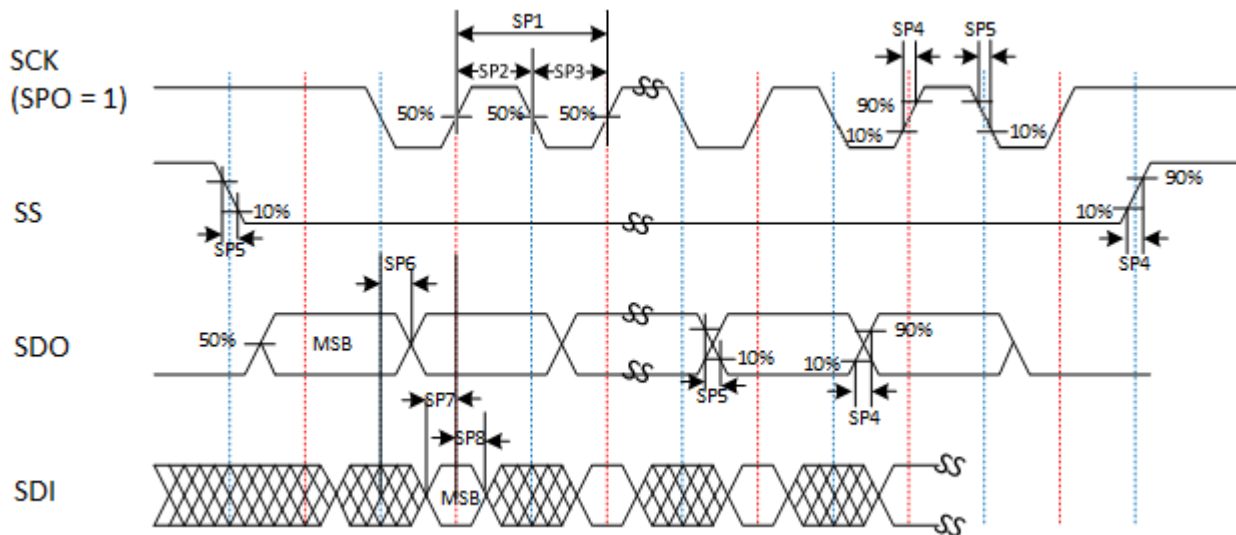 SP1
SP4 SP5
SCK
SP2 SP3
(SPO = 1)
50% 50% 50%
90%
10% 10%
SS
10%
90%
10%
SP5
SP4
SP6
SDO
50%
MSB
90%
10%
10%
SP5
SP4
SP7
SP8
SDI
MSB